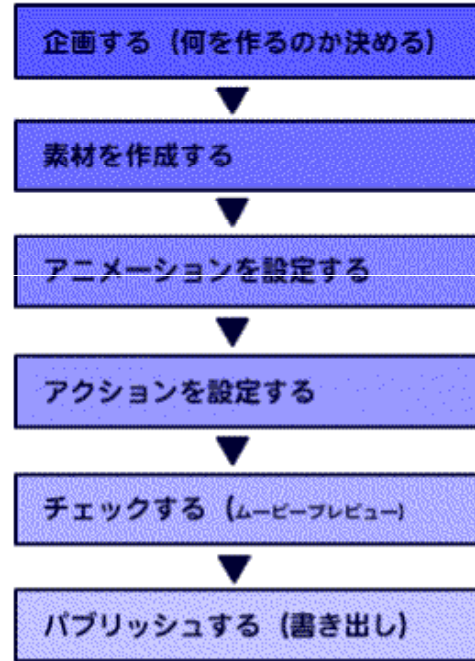 企画する（何を作るのか決める）
素材を作成する
アニメーションを設定する
アクションを設定する
チェックする（ムービープレビュー）
パブリッシュする（書き出し）